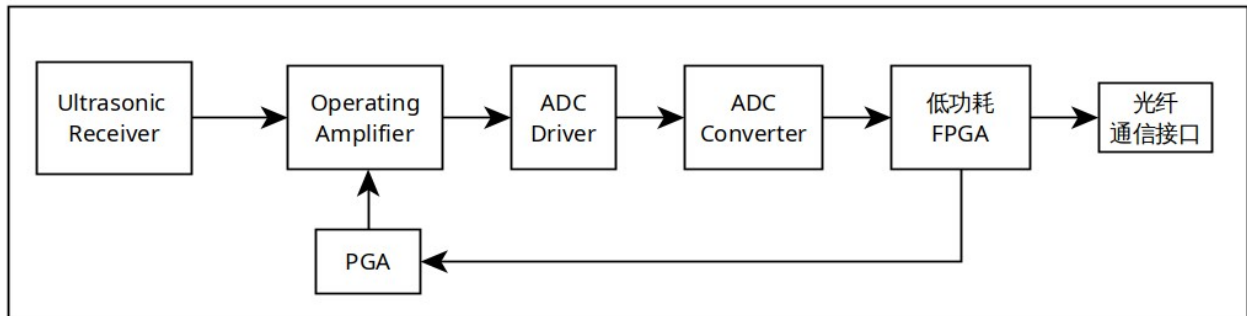 Ultrasonic
Receiver
Operating
Amplifier
ADC
Driver
ADC
Converter
低功耗
FPGA
光纤
通信接口
PGA